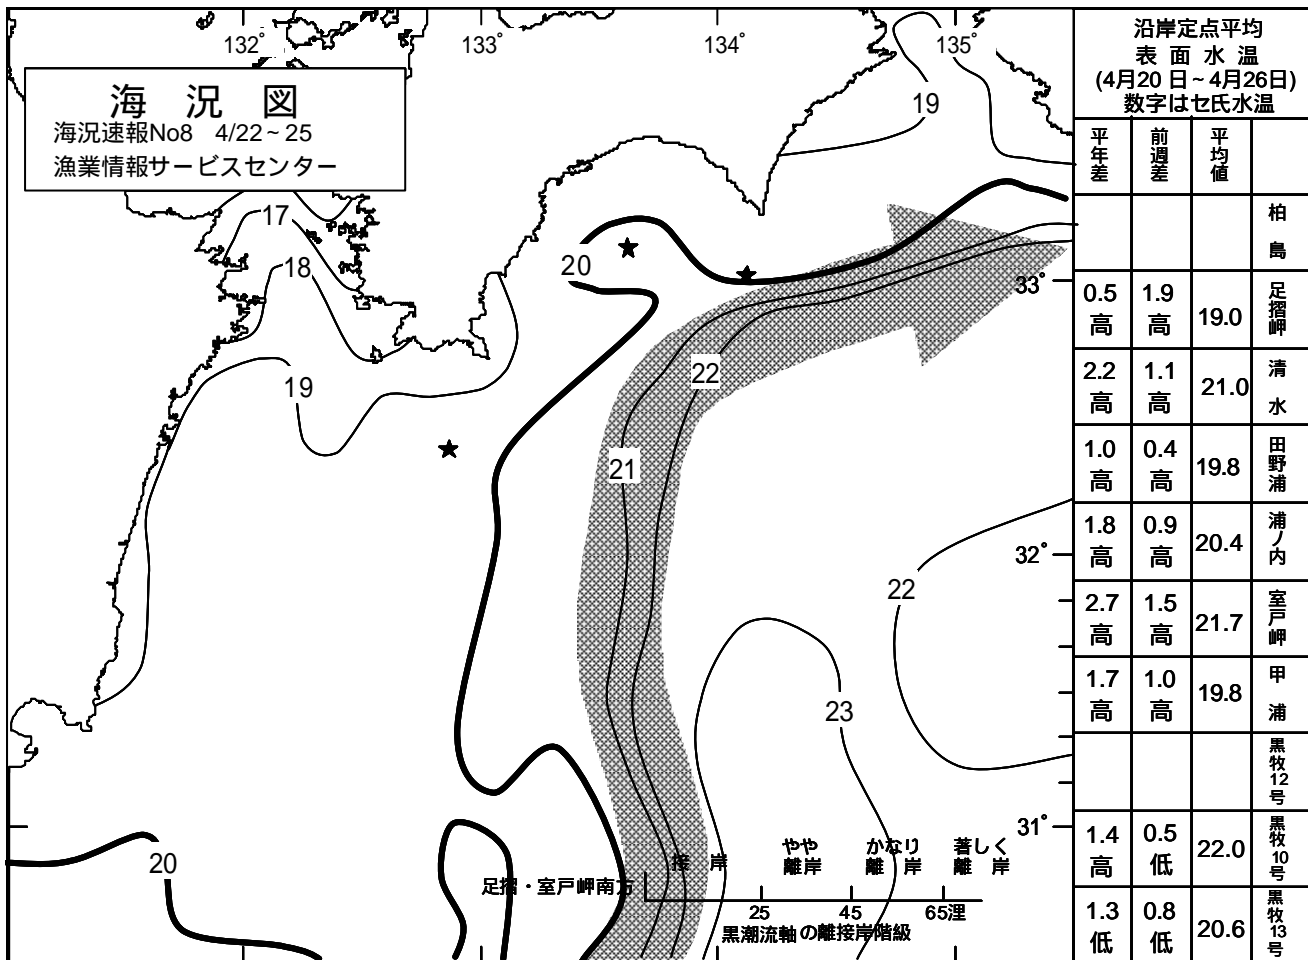 132°
133°
134°
135°
海 況 図
海況速報No8 4/22~25
漁業情報サービスセンター
19
17
18
20
33°
22
19
21
32°
22
23
31°
20
足摺・室戸岬南方
接 岸
やや
離岸
かなり
離 岸
著しく
離 岸
25 45 65浬
黒潮流軸の離接岸階級
沿岸定点平均
表 面 水 温
(4月20日~4月26日)
数字はセ氏水温
平年差 前週差 平均値
柏島
0.5高 1.9高 19.0 足摺岬
2.2高 1.1高 21.0 清水
1.0高 0.4高 19.8 田野浦
1.8高 0.9高 20.4 浦ノ内
2.7高 1.5高 21.7 室戸岬
1.7高 1.0高 19.8 甲浦
黒牧12号
1.4高 0.5低 22.0 黒牧10号
1.3低 0.8低 20.6 黒牧13号